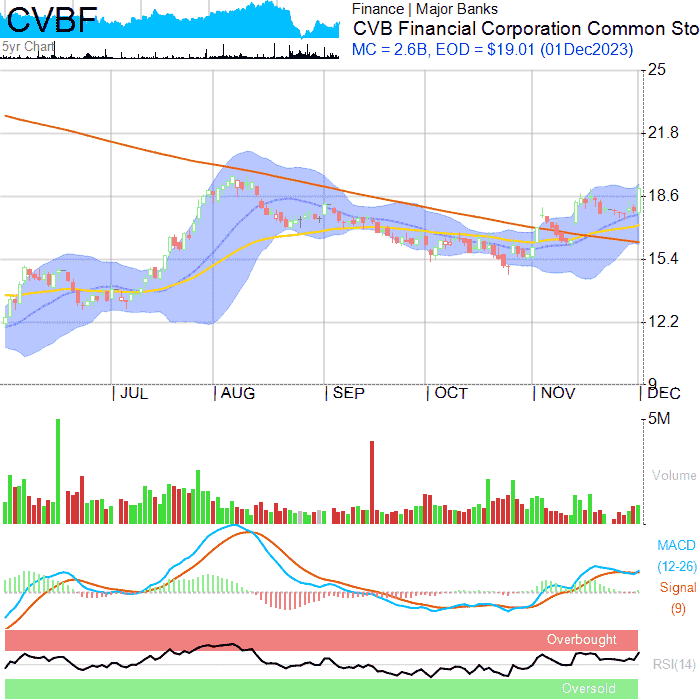 CVBF
5yr Chart
Finance | Major Banks
CVB Financial Corporation Common Sto
MC = 2.6B, EOD = $19.01 (01Dec2023)
25
21.8
18.6
15.4
12.2
9
JUL AUG SEP OCT NOV DEC
5M
Volume
MACD
(12-26)
Signal
(9)
Overbought
RSI(14)
Oversold